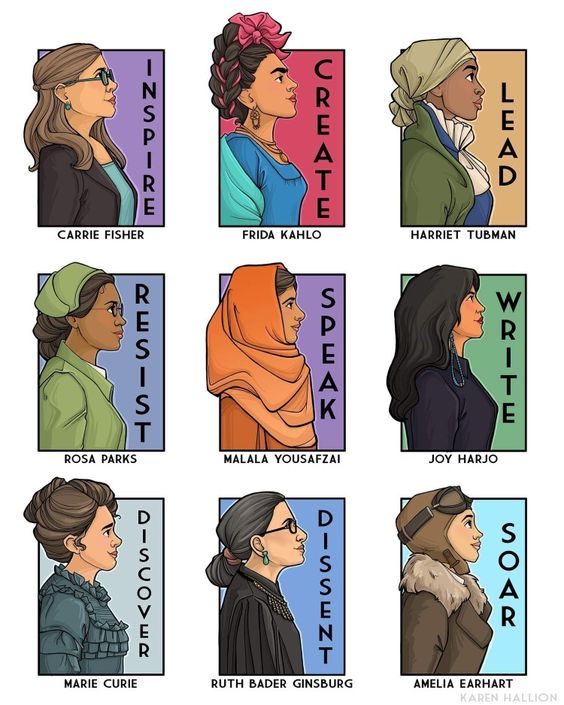 INSPIRE
CREATE
LEAD
CARRIE FISHER
FRIDA KAHLO
HARRIET TUBMAN
RESIST
SPEAK
WRITE
ROSA PARKS
MALALA YOUSAFZAI
JOY HARJO
DISCOVER
DISSENT
SOAR
MARIE CURIE
RUTH BADER GINSBURG
AMELIA EARHART
KAREN HALLION